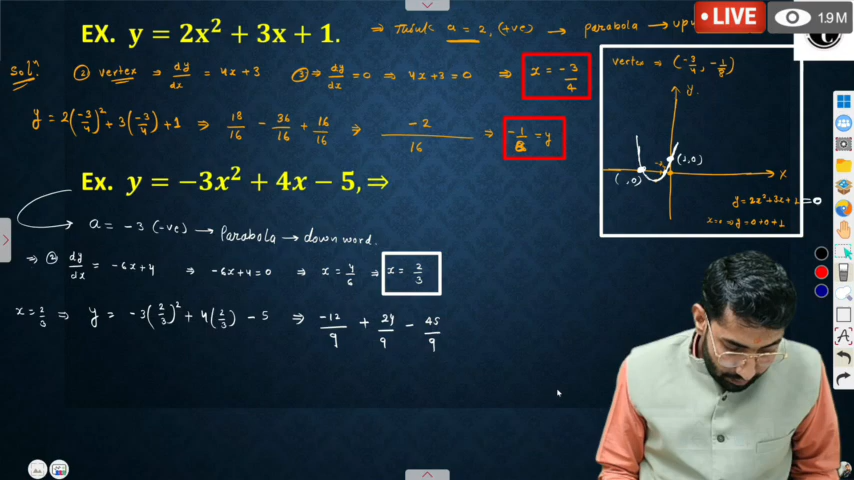 EX. y = 2x² + 3x + 1.
⇒ Think a = 2, (+ve) → parabola → upw
LIVE
1.9M
Solⁿ. ② vertex ⇒ dy/dx = 4x + 3 ③ ⇒ dy/dx = 0 ⇒ 4x + 3 = 0 ⇒ x = -3/4
vertex ⇒ (-3/4, -1/8)
y.
y = 2(-3/4)² + 3(-3/4) + 1 ⇒ 18/16 - 36/16 + 16/16 ⇒ -2/16 ⇒ -1/8 = y
( ,0)
x
Ex. y = −3x² + 4x − 5, ⇒
y = 2x² + 3x + 1 = 0
x = 0 ⇒ y = 0 + 0 + 1
a = -3 (-ve) → Parabola → down word.
⇒ ② dy/dx = -6x + 4 ⇒ -6x + 4 = 0 ⇒ x = 4/6 ⇒ x = 2/3
x = 2/3 ⇒ y = -3(2/3)² + 4(2/3) - 5 ⇒ -12/9 + 24/9 - 45/9